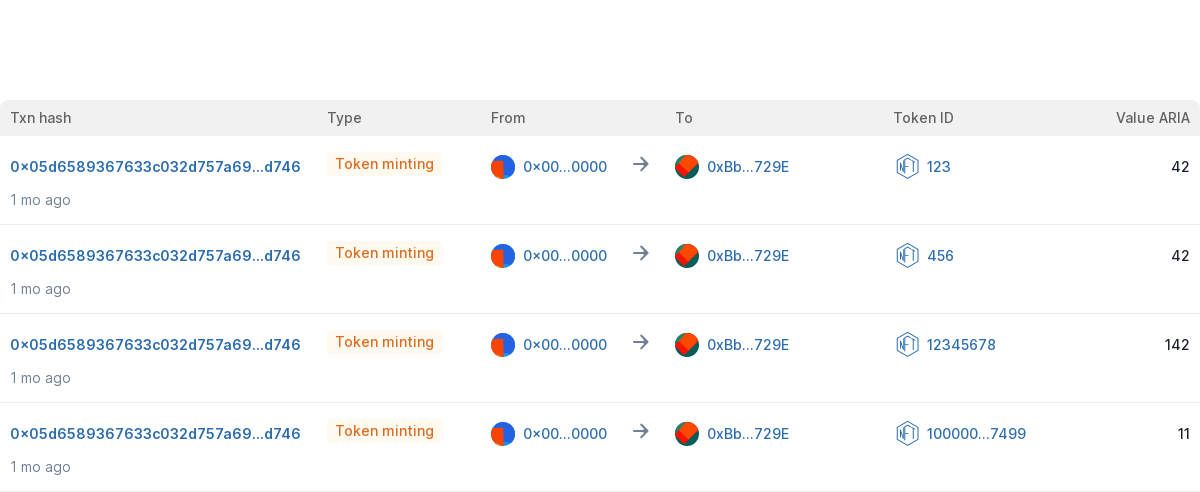 Txn hash Type From To Token ID Value ARIA
0x05d6589367633c032d757a69...d746 Token minting 0x00...0000 → 0xBb...729E NFT 123 42
1 mo ago
0x05d6589367633c032d757a69...d746 Token minting 0x00...0000 → 0xBb...729E NFT 456 42
1 mo ago
0x05d6589367633c032d757a69...d746 Token minting 0x00...0000 → 0xBb...729E NFT 12345678 142
1 mo ago
0x05d6589367633c032d757a69...d746 Token minting 0x00...0000 → 0xBb...729E NFT 100000...7499 11
1 mo ago